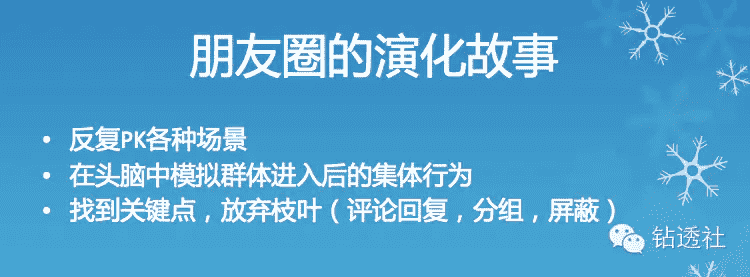 朋友圈的演化故事
• 反复PK各种场景
• 在头脑中模拟群体进入后的集体行为
• 找到关键点，放弃枝叶（评论回复，分组，屏蔽）
钻透社